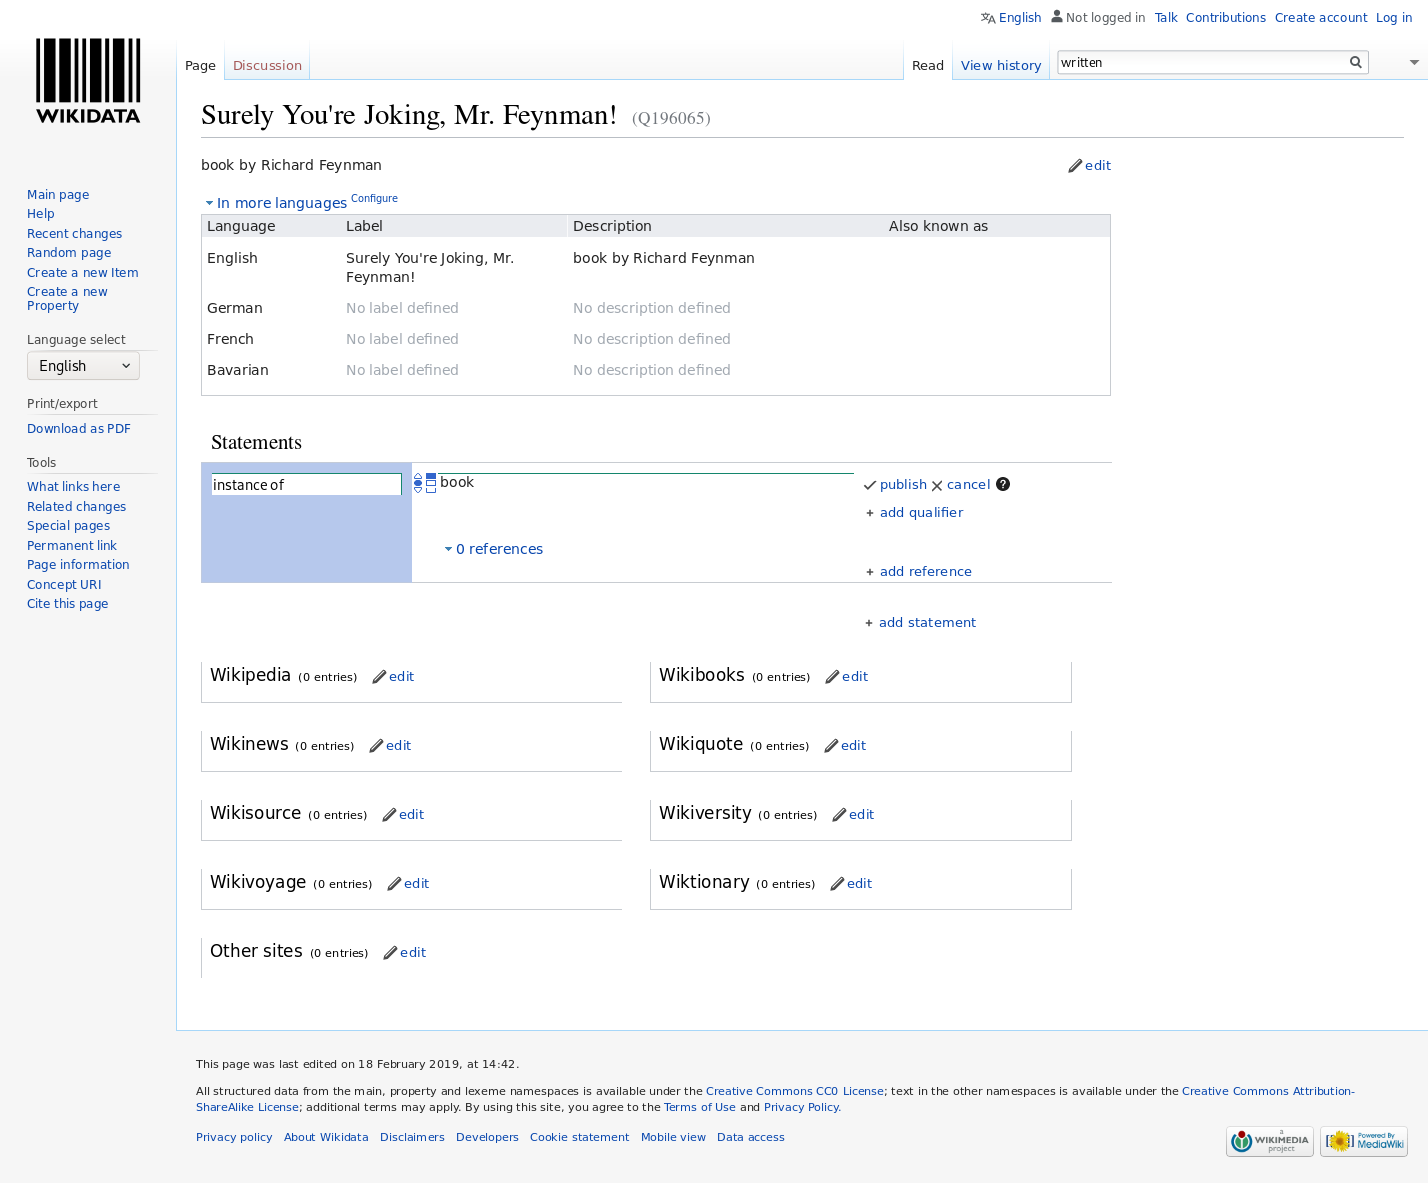 English Not logged in Talk Contributions Create account Log in
Page Discussion Read View history written
WIKIDATA
Surely You're Joking, Mr. Feynman! (Q196065)
book by Richard Feynman edit
Main page
Help
Recent changes
Random page
Create a new Item
Create a new
Property
Language select
English
Print/export
Download as PDF
Tools
What links here
Related changes
Special pages
Permanent link
Page information
Concept URI
Cite this page
In more languages Configure
Language Label Description Also known as
English Surely You're Joking, Mr. book by Richard Feynman
Feynman!
German No label defined No description defined
French No label defined No description defined
Bavarian No label defined No description defined
Statements
instance of book publish cancel ?
+ add qualifier
0 references
+ add reference
+ add statement
Wikipedia (0 entries) edit Wikibooks (0 entries) edit
Wikinews (0 entries) edit Wikiquote (0 entries) edit
Wikisource (0 entries) edit Wikiversity (0 entries) edit
Wikivoyage (0 entries) edit Wiktionary (0 entries) edit
Other sites (0 entries) edit
This page was last edited on 18 February 2019, at 14:42.
All structured data from the main, property and lexeme namespaces is available under the Creative Commons CC0 License; text in the other namespaces is available under the Creative Commons Attribution-
ShareAlike License; additional terms may apply. By using this site, you agree to the Terms of Use and Privacy Policy.
Privacy policy About Wikidata Disclaimers Developers Cookie statement Mobile view Data access
a WIKIMEDIA project Powered By MediaWiki